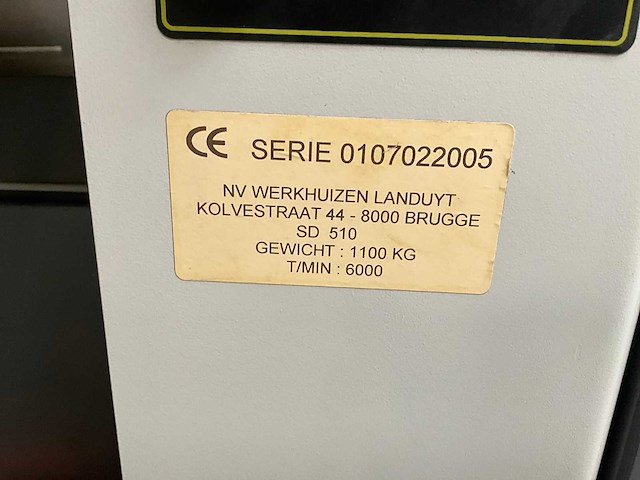 CE SERIE 0107022005
NV WERKHUIZEN LANDUYT
KOLVESTRAAT 44 - 8000 BRUGGE
SD 510
GEWICHT : 1100 KG
T/MIN : 6000